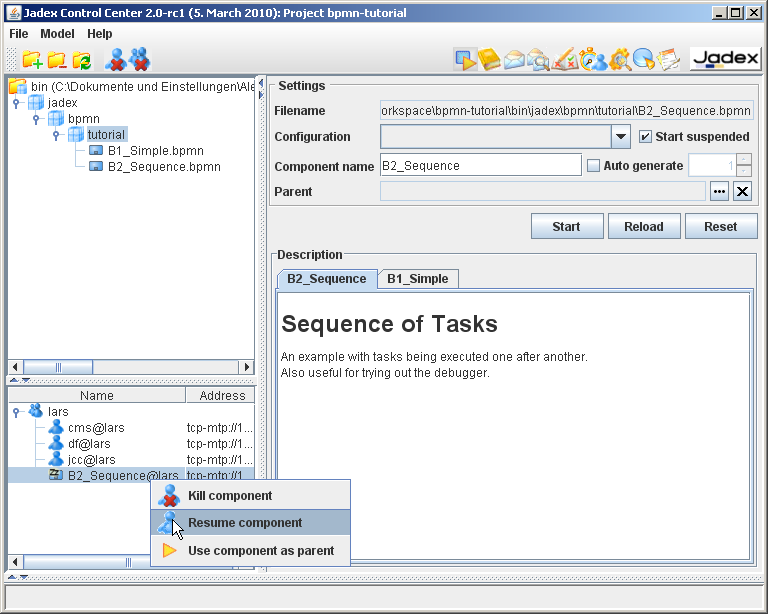 Jadex Control Center 2.0-rc1 (5. March 2010): Project bpmn-tutorial
File Model Help
Jadex
bin (C:\Dokumente und Einstellungen\Ale
jadex
bpmn
tutorial
B1_Simple.bpmn
B2_Sequence.bpmn
Settings
Filename orkspace\bpmn-tutorial\bin\jadex\bpmn\tutorial\B2_Sequence.bpmn
Configuration Start suspended
Component name B2_Sequence Auto generate 1
Parent ...
Start Reload Reset
Description
B2_Sequence B1_Simple
Sequence of Tasks
An example with tasks being executed one after another.
Also useful for trying out the debugger.
Name Address
lars
cms@lars tcp-mtp://1...
df@lars tcp-mtp://1...
jcc@lars tcp-mtp://1...
B2_Sequence@lars tcp-mtp://1...
Kill component
Resume component
Use component as parent